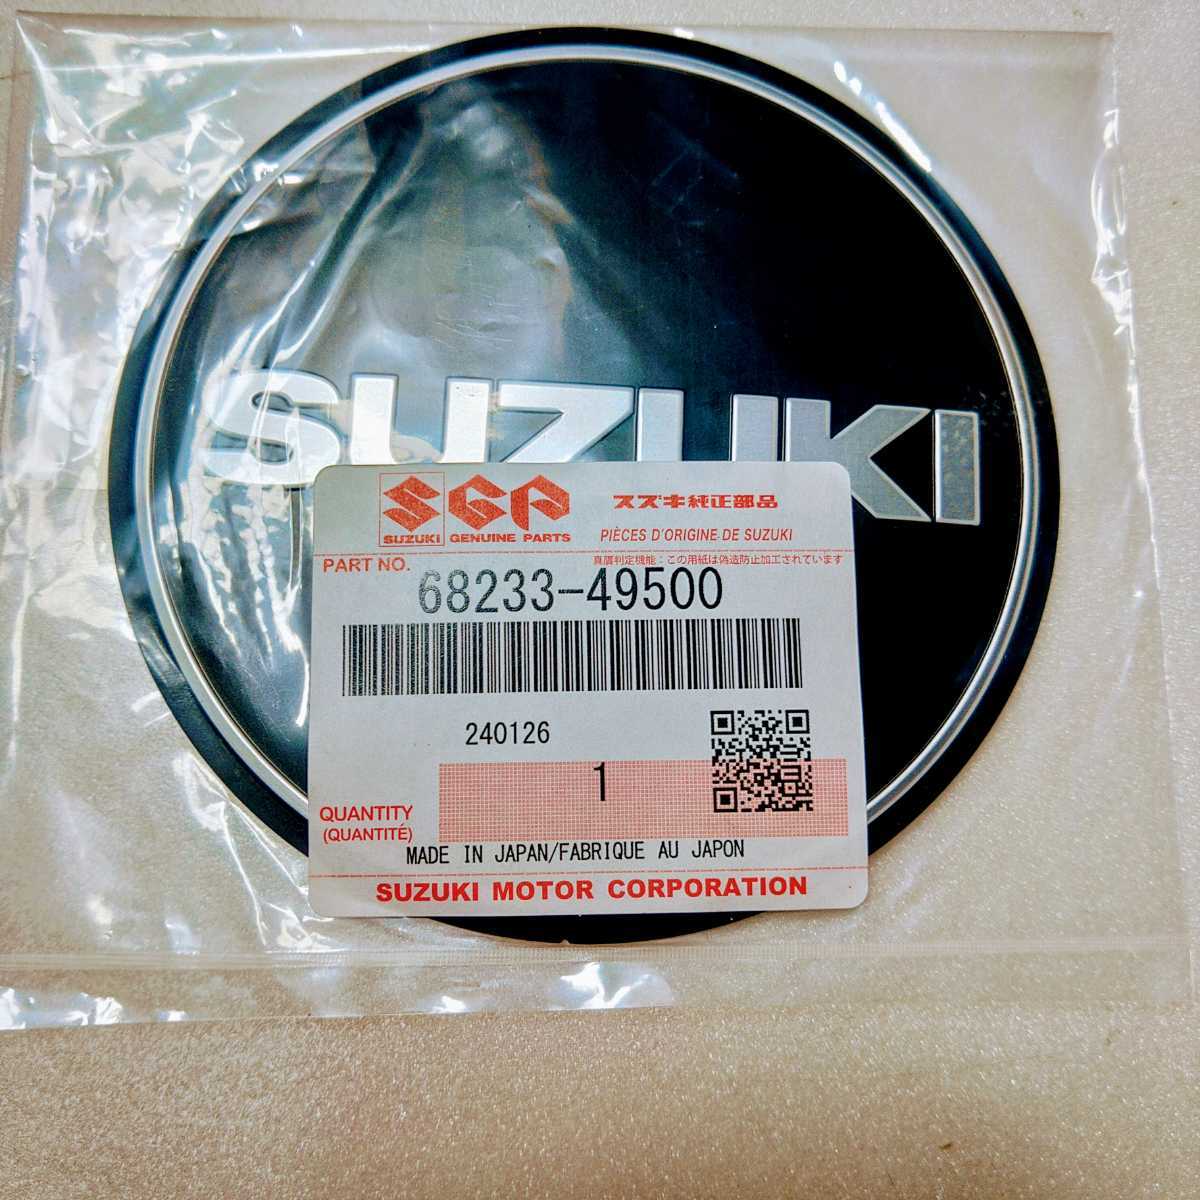 SUZUKI
SGP
スズキ純正部品
SUZUKI GENUINE PARTS
PIÈCES D'ORIGINE DE SUZUKI
真贋判定機能：この用紙は偽造防止加工されています
PART NO.
68233-49500
240126
1
QUANTITY
(QUANTITÉ)
MADE IN JAPAN/FABRIQUE AU JAPON
SUZUKI MOTOR CORPORATION